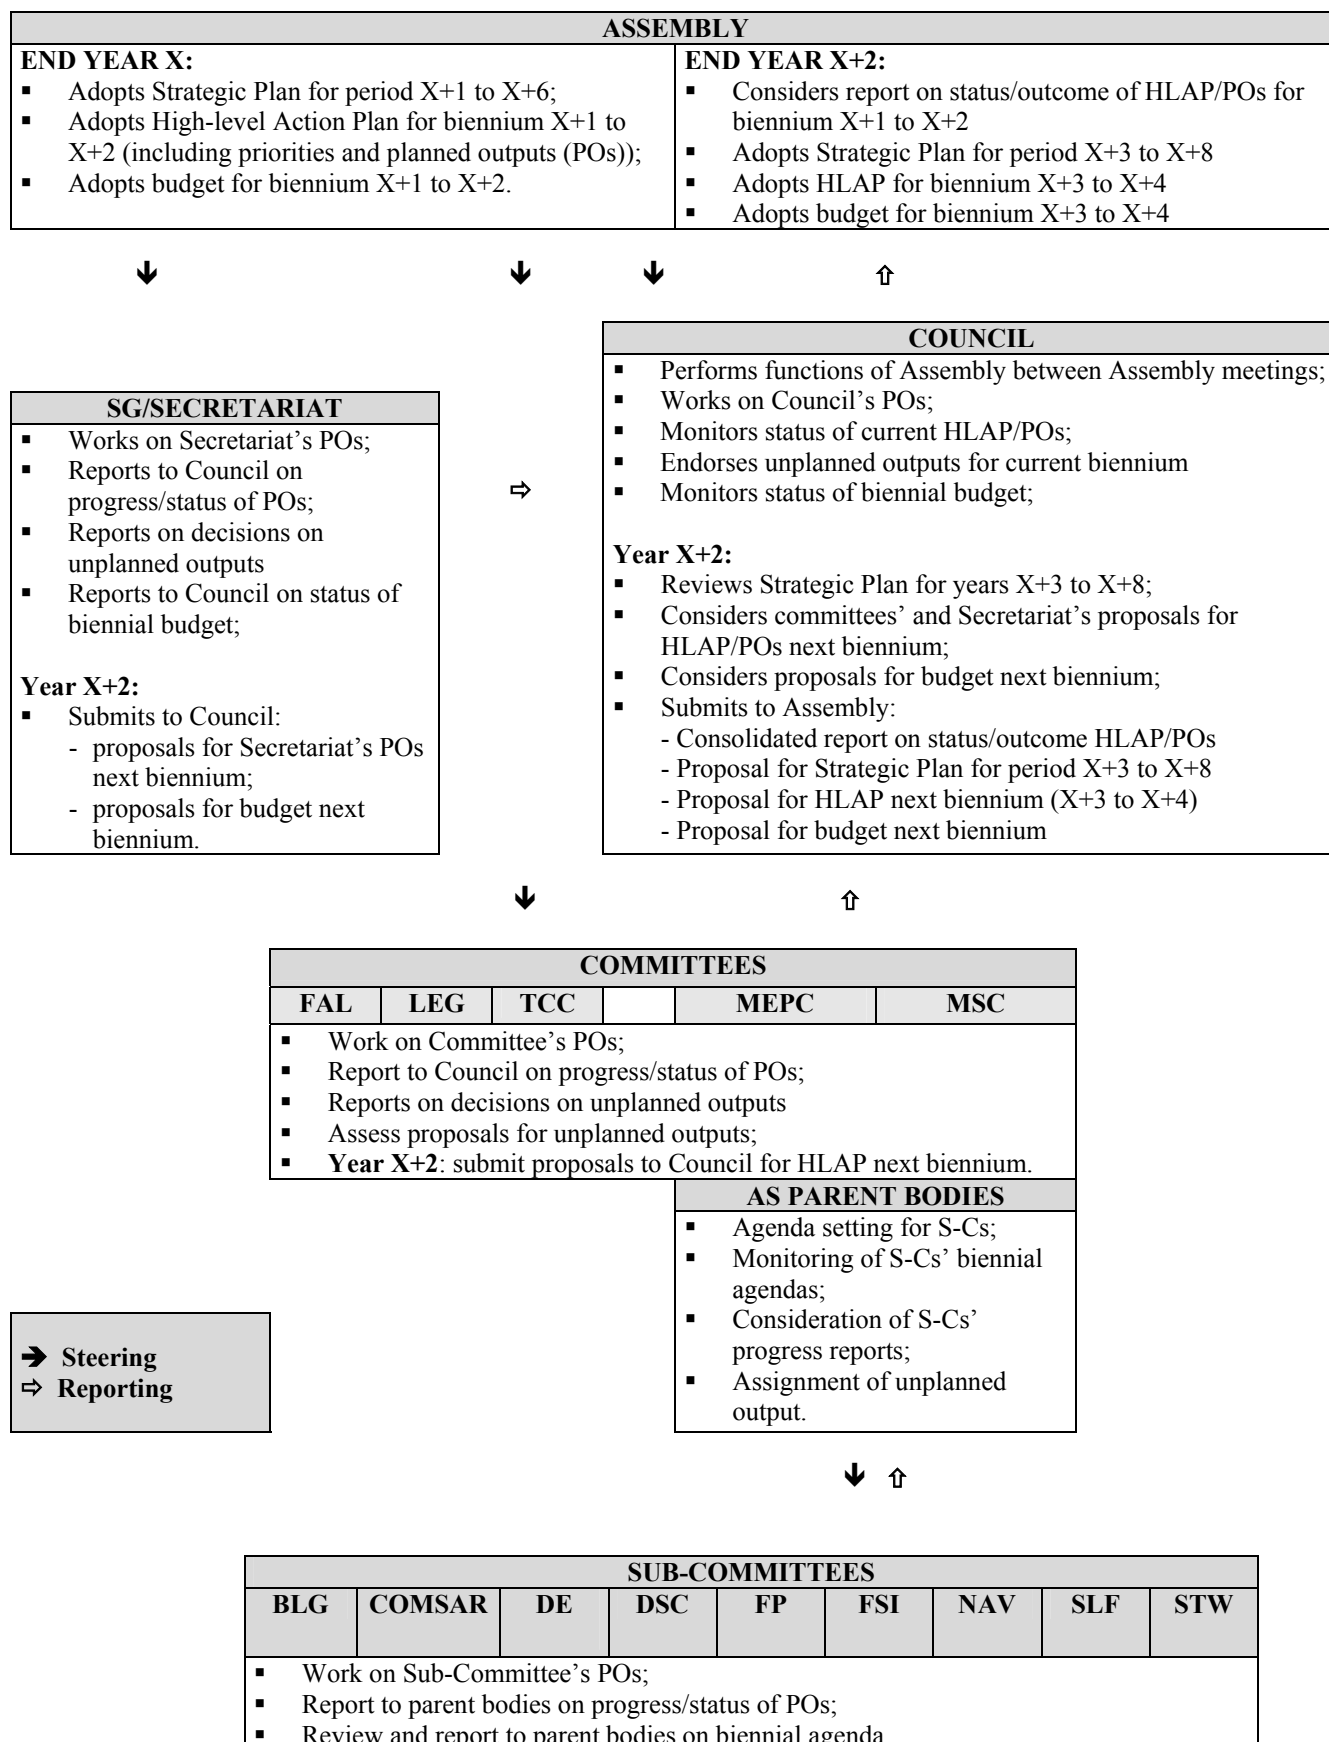 ASSEMBLY
END YEAR X:
▪ Adopts Strategic Plan for period X+1 to X+6;
▪ Adopts High-level Action Plan for biennium X+1 to
X+2 (including priorities and planned outputs (POs));
▪ Adopts budget for biennium X+1 to X+2.
END YEAR X+2:
▪ Considers report on status/outcome of HLAP/POs for
biennium X+1 to X+2
▪ Adopts Strategic Plan for period X+3 to X+8
▪ Adopts HLAP for biennium X+3 to X+4
▪ Adopts budget for biennium X+3 to X+4
SG/SECRETARIAT
▪ Works on Secretariat's POs;
▪ Reports to Council on
progress/status of POs;
▪ Reports on decisions on
unplanned outputs
▪ Reports to Council on status of
biennial budget;
Year X+2:
▪ Submits to Council:
- proposals for Secretariat's POs
next biennium;
- proposals for budget next
biennium.
COUNCIL
▪ Performs functions of Assembly between Assembly meetings;
▪ Works on Council's POs;
▪ Monitors status of current HLAP/POs;
▪ Endorses unplanned outputs for current biennium
▪ Monitors status of biennial budget;
Year X+2:
▪ Reviews Strategic Plan for years X+3 to X+8;
▪ Considers committees' and Secretariat's proposals for
HLAP/POs next biennium;
▪ Considers proposals for budget next biennium;
▪ Submits to Assembly:
- Consolidated report on status/outcome HLAP/POs
- Proposal for Strategic Plan for period X+3 to X+8
- Proposal for HLAP next biennium (X+3 to X+4)
- Proposal for budget next biennium
COMMITTEES
FAL LEG TCC MEPC MSC
▪ Work on Committee's POs;
▪ Report to Council on progress/status of POs;
▪ Reports on decisions on unplanned outputs
▪ Assess proposals for unplanned outputs;
▪ Year X+2: submit proposals to Council for HLAP next biennium.
AS PARENT BODIES
▪ Agenda setting for S-Cs;
▪ Monitoring of S-Cs' biennial
agendas;
▪ Consideration of S-Cs'
progress reports;
▪ Assignment of unplanned
output.
➔ Steering
⇨ Reporting
SUB-COMMITTEES
BLG COMSAR DE DSC FP FSI NAV SLF STW
▪ Work on Sub-Committee's POs;
▪ Report to parent bodies on progress/status of POs;
▪ Review and report to parent bodies on biennial agenda